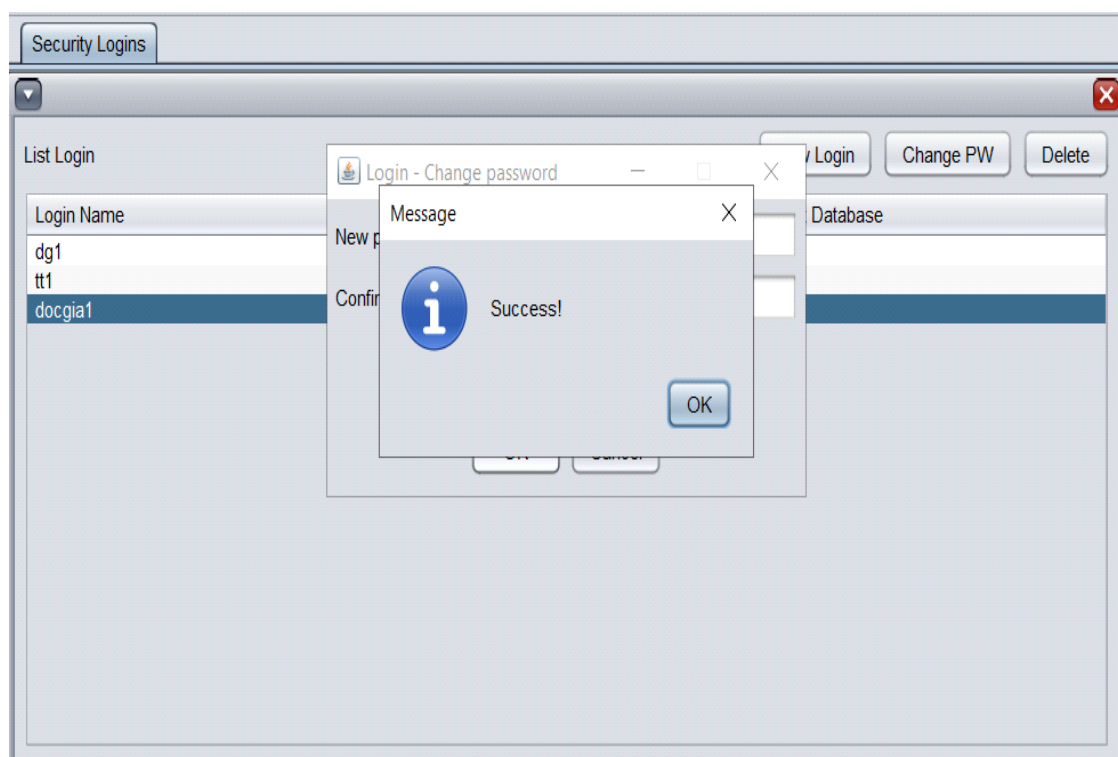 Security Logins
List Login
Login
Change PW
Delete
Login - Change password
Login Name
Database
Message
New
dg1
tt1
docgia1
Success!
OK